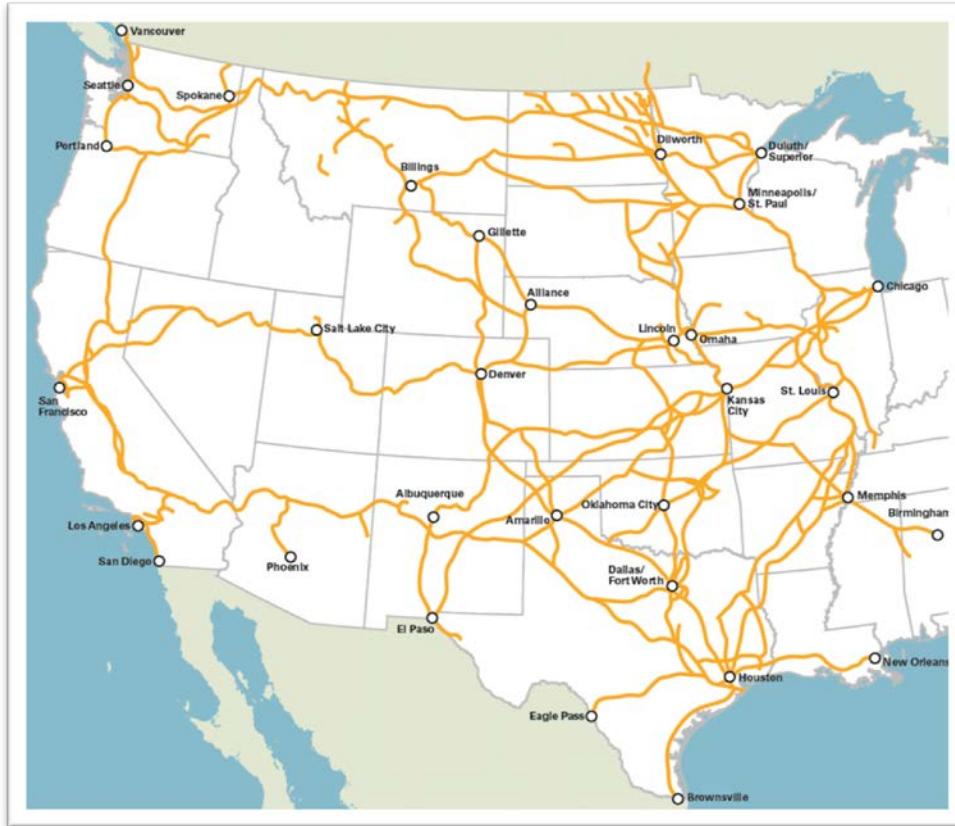 Vancouver
Seattle
Spokane
Portland
Dilworth
Duluth/
Superior
Billings
Minneapolis/
St. Paul
Gillette
Chicago
Alliance
Salt Lake City
Lincoln
Omaha
Denver
San
Francisco
Kansas
City
St. Louis
Albuquerque
Memphis
Oklahoma City
Amarillo
Birmingham
Los Angeles
San Diego
Phoenix
Dallas/
Fort Worth
El Paso
New Orleans
Houston
Eagle Pass
Brownsville